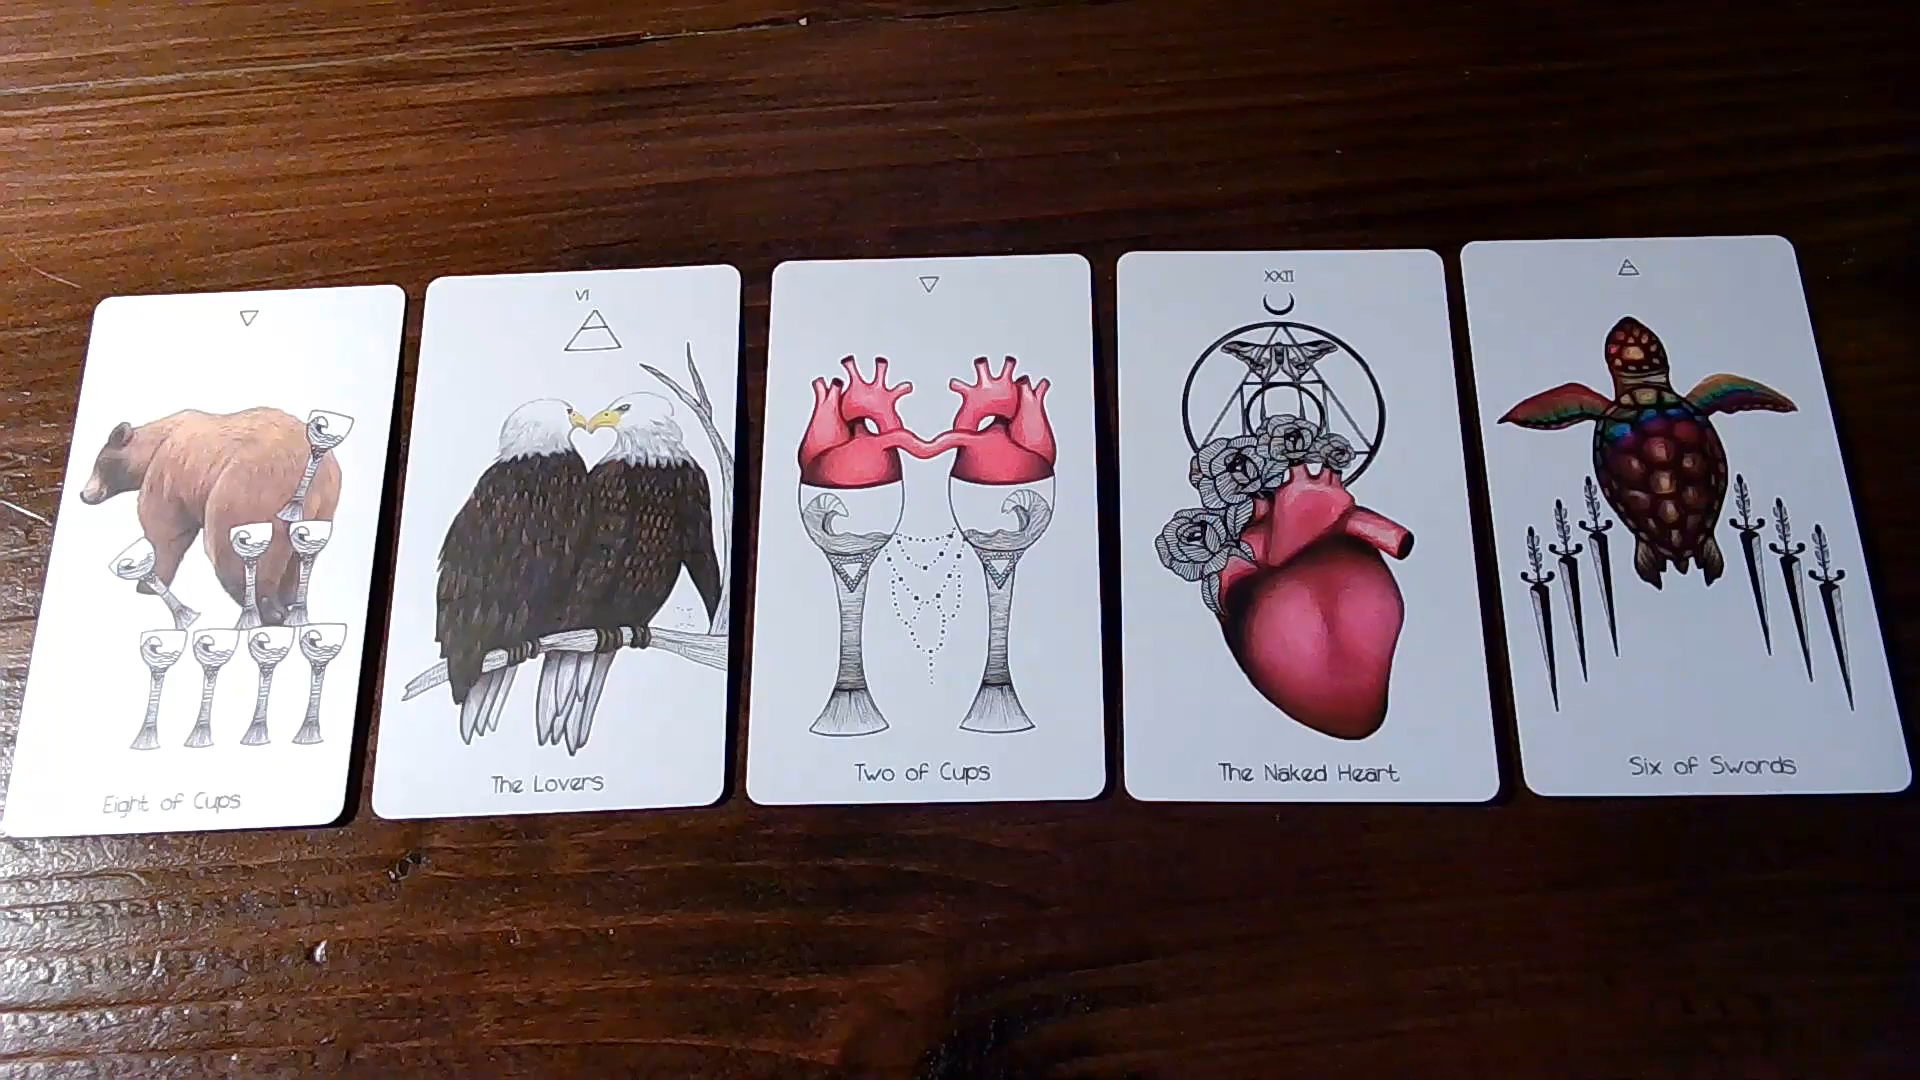 Eight of Cups
VI
The Lovers
Two of Cups
XXII
The Naked Heart
Six of Swords